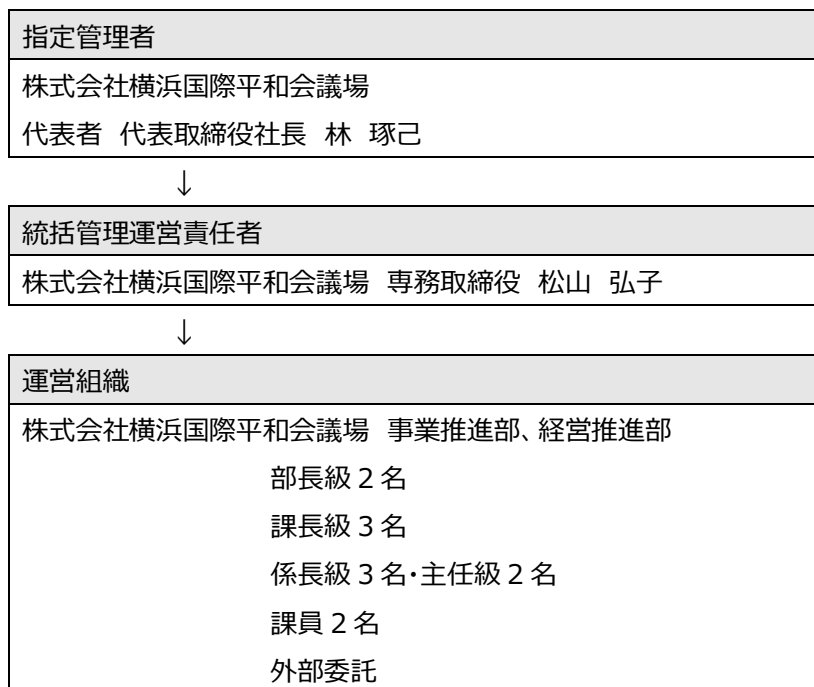 指定管理者
株式会社横浜国際平和会議場
代表者 代表取締役社長 林 琢己
↓
統括管理運営責任者
株式会社横浜国際平和会議場 専務取締役 松山 弘子
↓
運営組織
株式会社横浜国際平和会議場 事業推進部、経営推進部
部長級2名
課長級3名
係長級3名・主任級2名
課員2名
外部委託